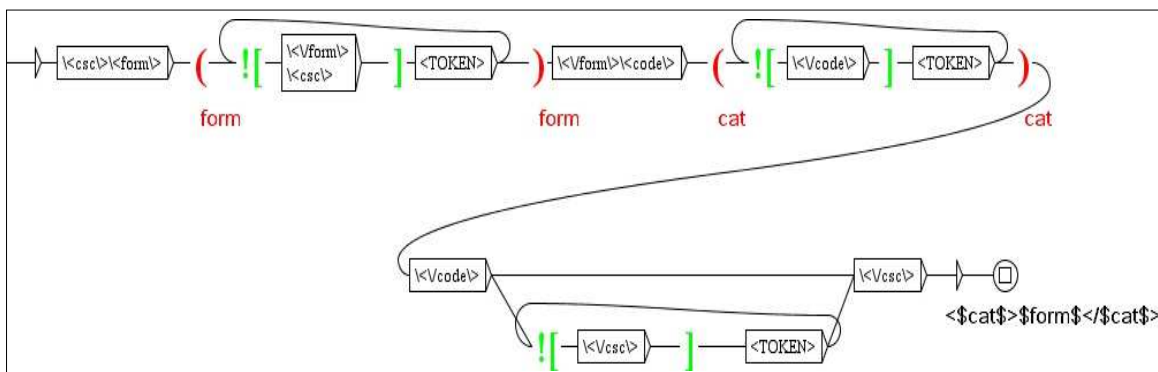 \<csc\>\<form\> ( ![ \<\/form\> ] <TOKEN> ) \<\/form\>\<code\> ( ![ \<\/code\> ] <TOKEN> )
\<csc\>
form form cat cat
\<\/code\> \<\/csc\>
<$cat$>$form$</$cat$>
![ \<\/csc\> ] <TOKEN>